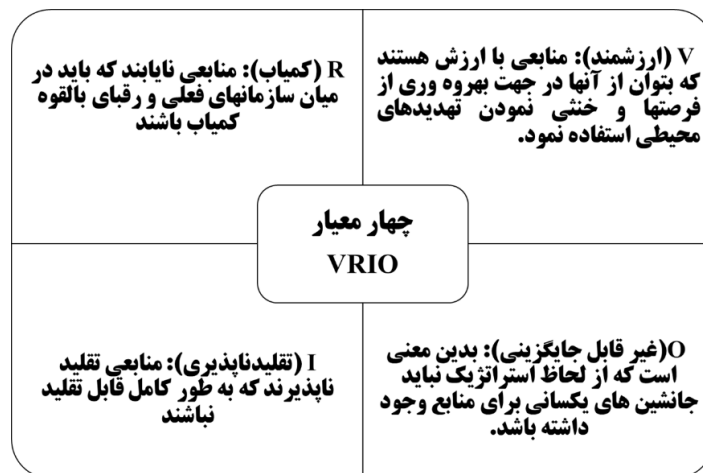 V (ارزشمند): منابعی با ارزش هستند
که بتوان از آنها در جهت بهروه وری از
فرصتها و خنثی نمودن تهدیدهای
محیطی استفاده نمود.
R (کمیاب): منابعی نایابند که باید در
میان سازمانهای فعلی و رقبای بالقوه
کمیاب باشند
چهار معیار
VRIO
O(غیر قابل جایگزینی): بدین معنی
است که از لحاظ استراتژیک نباید
جانشین های یکسانی برای منابع وجود
داشته باشد.
I (تقلیدناپذیری): منابعی تقلید
ناپذیرند که به طور کامل قابل تقلید
نباشند